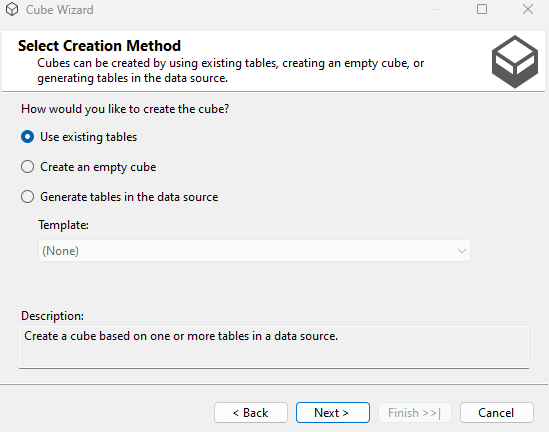 Cube Wizard
Select Creation Method
Cubes can be created by using existing tables, creating an empty cube, or
generating tables in the data source.
How would you like to create the cube?
Use existing tables
Create an empty cube
Generate tables in the data source
Template:
(None)
Description:
Create a cube based on one or more tables in a data source.
< Back Next > Finish >>| Cancel